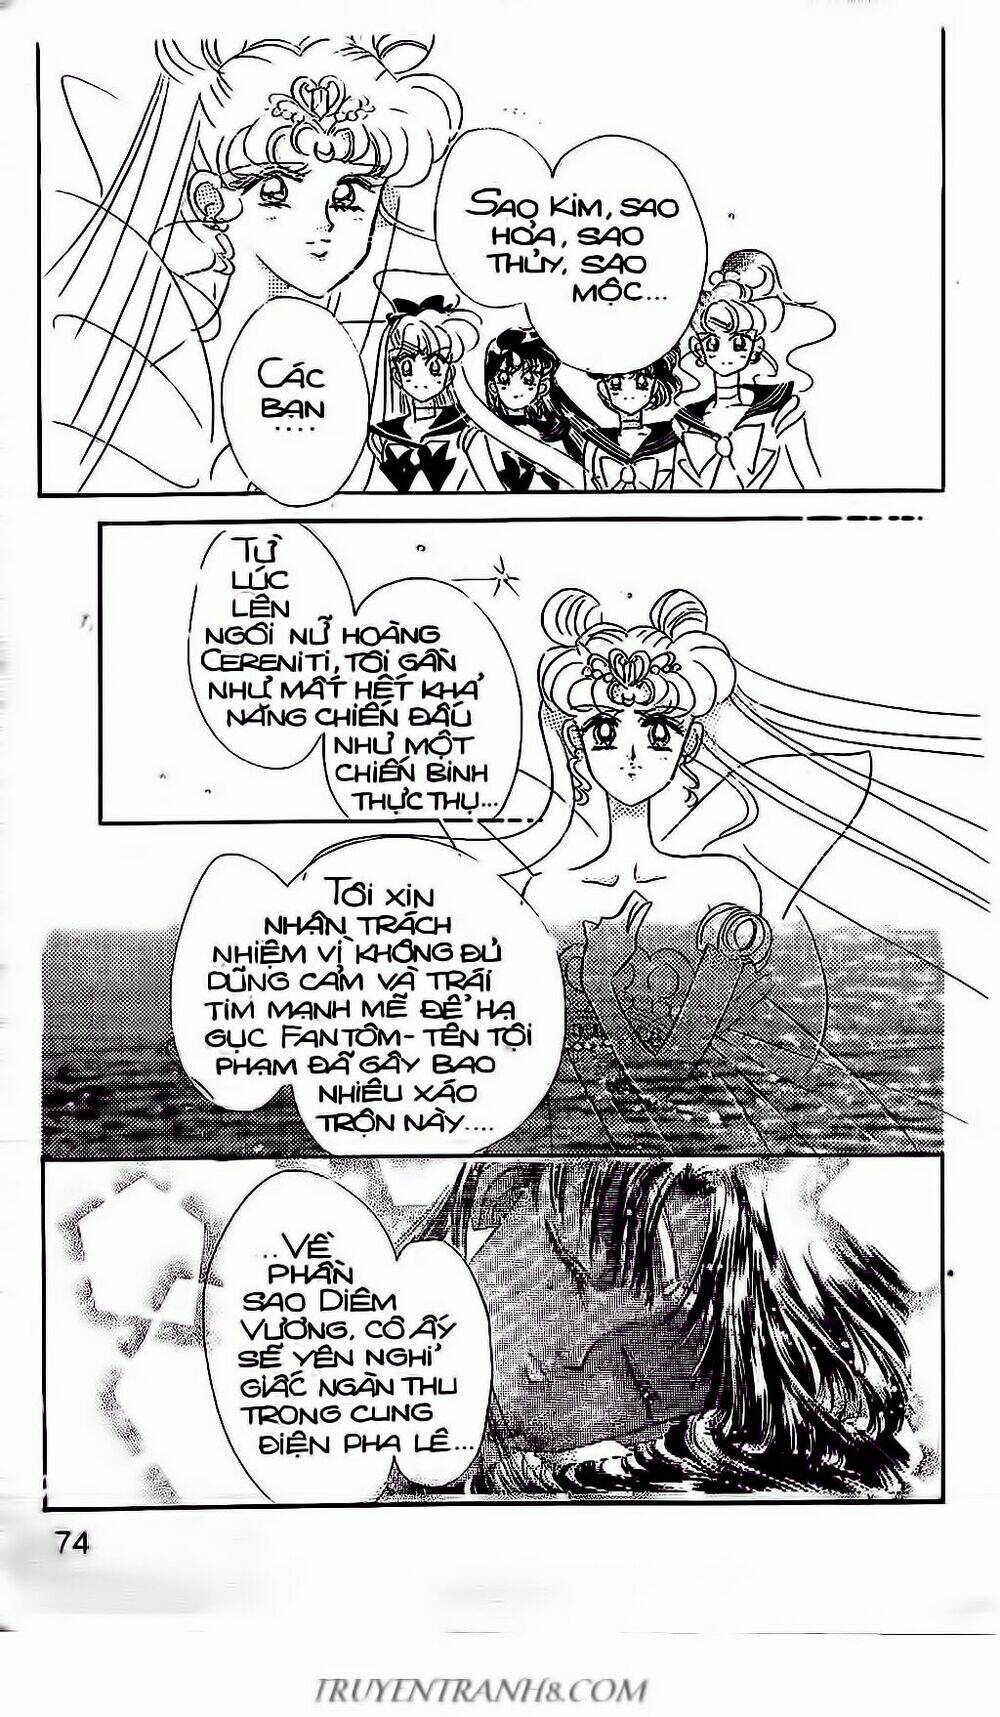 SAO KIM, SAO
HỎA, SAO
THỦY, SAO
MỘC...
CÁC
BẠN
.....
TỪ
LÚC
LÊN
NGÔI NỮ HOÀNG
CERENITI, TÔI GẦN
NHƯ MẤT HẾT KHẢ
NĂNG CHIẾN ĐẤU
NHƯ MỘT
CHIẾN BINH
THỰC THỤ...
TÔI XIN
NHẬN TRÁCH
NHIỆM VÌ KHÔNG ĐỦ
DŨNG CẢM VÀ TRÁI
TIM MẠNH MẼ ĐỂ HẠ
GỤC FANTÔM - TÊN TỘI
PHẠM ĐÃ GÂY BAO
NHIÊU XÁO
TRỘN NÀY....
..VỀ
PHẦN
SAO DIÊM
VƯƠNG, CÔ ẤY
SẼ YÊN NGHỈ
GIẤC NGÀN THU
TRONG CUNG
ĐIỆN PHA LÊ...
74
TRUYENTRANH8.COM